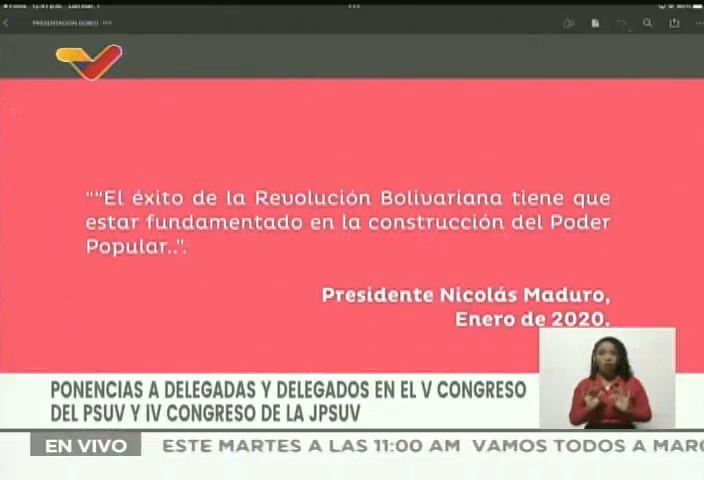 PRESENTACION
""El éxito de la Revolución Bolivariana tiene que
estar fundamentado en la construcción del Poder
Popular..".
Presidente Nicolás Maduro,
Enero de 2020.
PONENCIAS A DELEGADAS Y DELEGADOS EN EL V CONGRESO
DEL PSUV Y IV CONGRESO DE LA JPSUV
EN VIVO ESTE MARTES A LAS 11:00 AM VAMOS TODOS A MARC